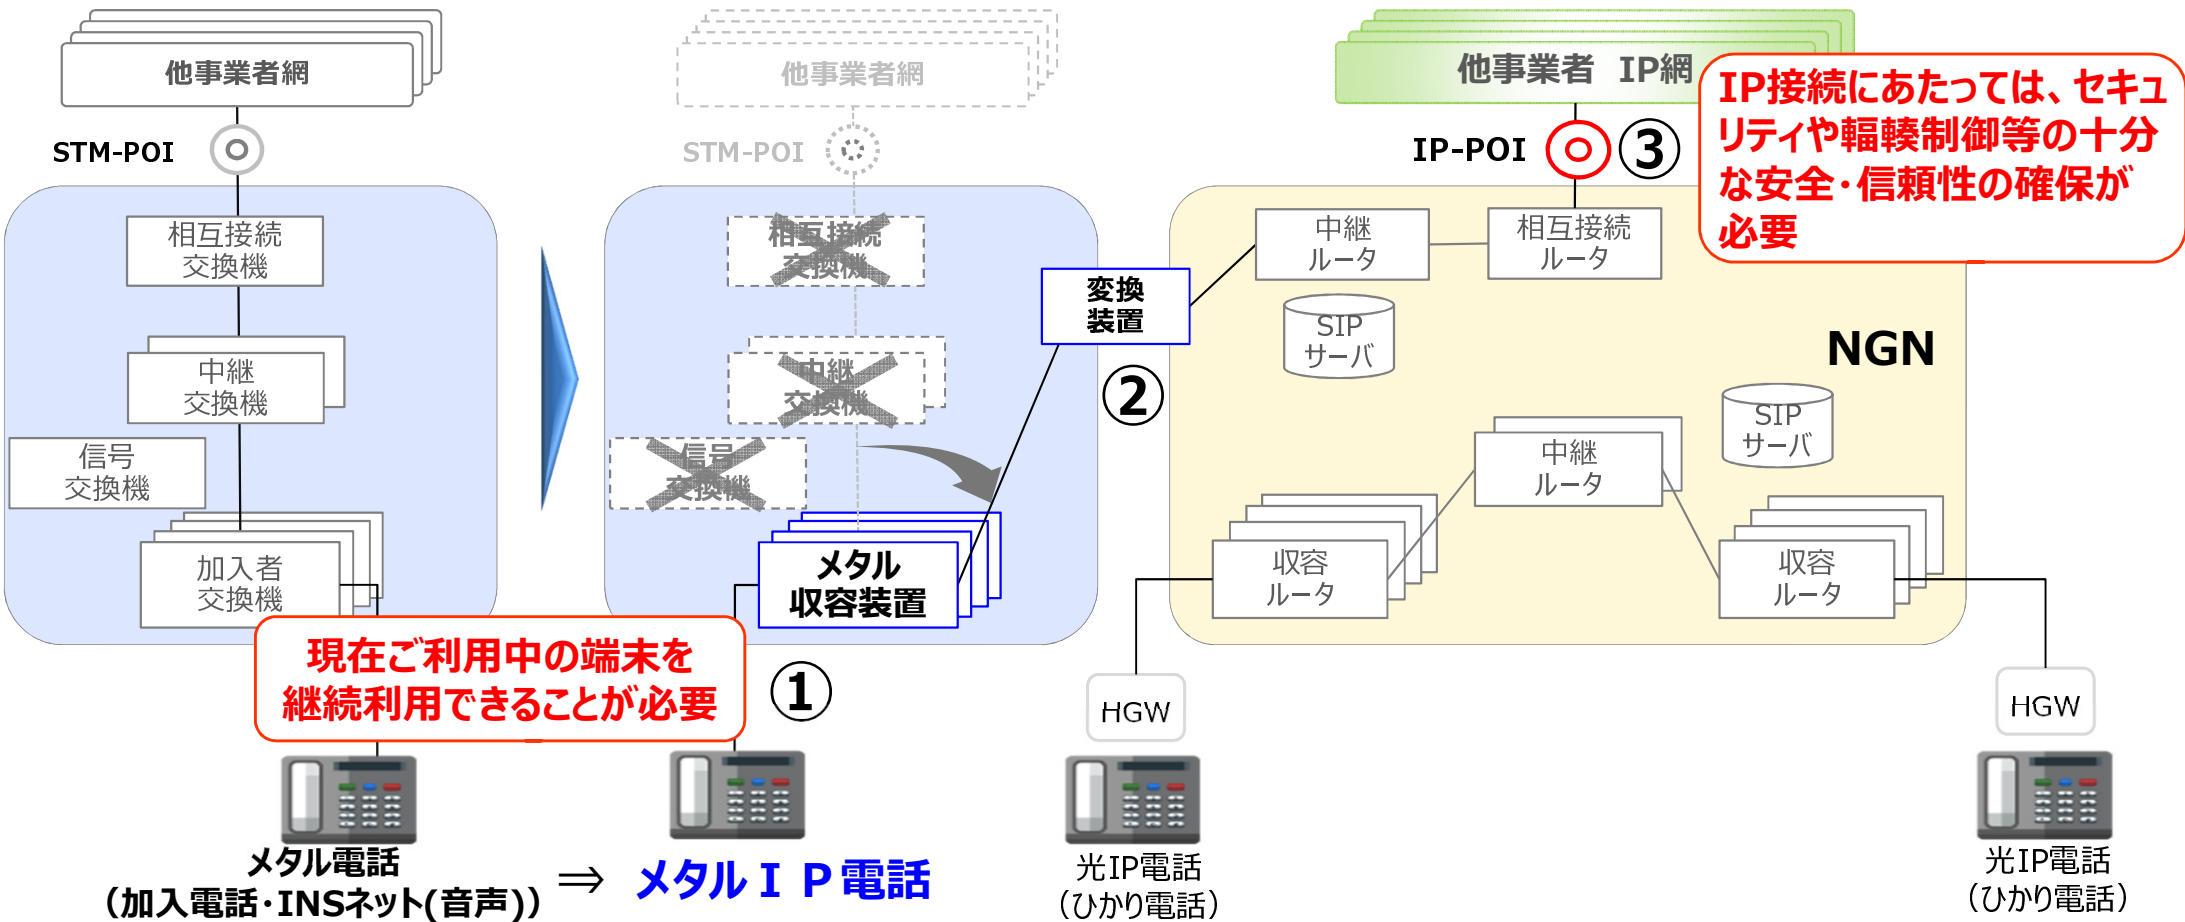 他事業者網
STM-POI
相互接続
交換機
中継
交換機
信号
交換機
加入者
交換機
他事業者網
STM-POI
相互接続
交換機
中継
交換機
信号
交換機
メタル
収容装置
変換
装置
②
他事業者 IP網
IP-POI
③
IP接続にあたっては、セキュ
リティや輻輳制御等の十分
な安全・信頼性の確保が
必要
中継
ルータ
相互接続
ルータ
SIP
サーバ
NGN
SIP
サーバ
中継
ルータ
収容
ルータ
収容
ルータ
現在ご利用中の端末を
継続利用できることが必要
①
HGW
HGW
メタル電話
（加入電話・INSネット(音声)）
⇒
メタルＩＰ電話
光IP電話
（ひかり電話）
光IP電話
（ひかり電話）